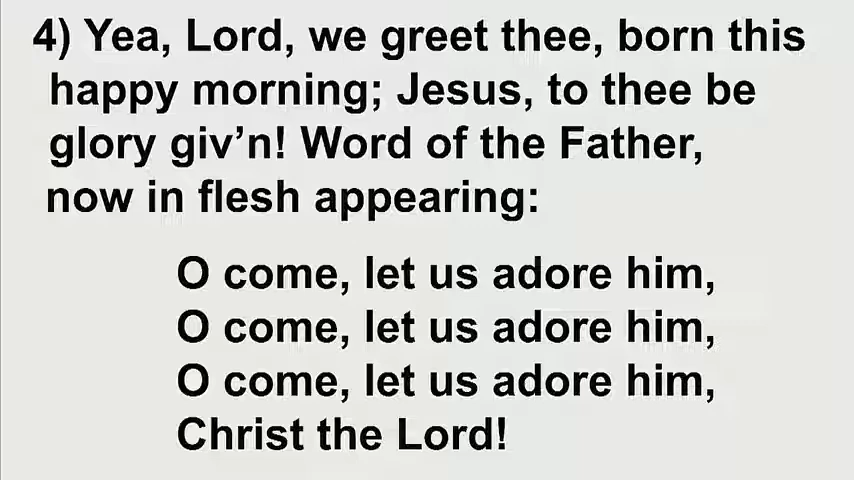 4) Yea, Lord, we greet thee, born this
happy morning; Jesus, to thee be
glory giv’n! Word of the Father,
now in flesh appearing:
O come, let us adore him,
O come, let us adore him,
O come, let us adore him,
Christ the Lord!